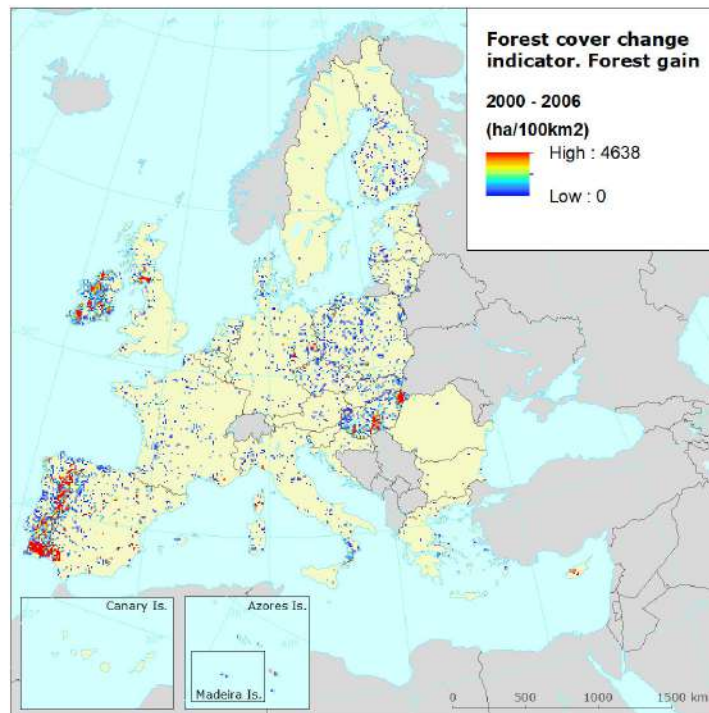 Forest cover change
indicator. Forest gain
2000 - 2006
(ha/100km2)
High : 4638
Low : 0
Canary Is.
Azores Is.
Madeira Is.
0 500 1000 1500 km